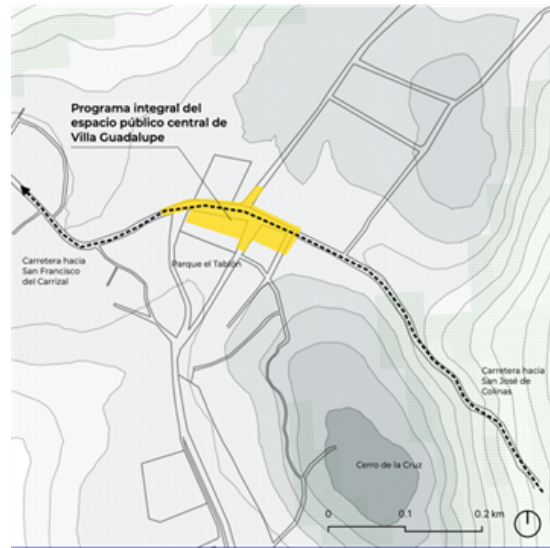 Programa integral del
espacio público central de
Villa Guadalupe
Carretera hacia
San Francisco
del Carrizal
Parque el Tablón
Carretera hacia
San José de
Colinas
Cerro de la Cruz
0 0.1 0.2 km